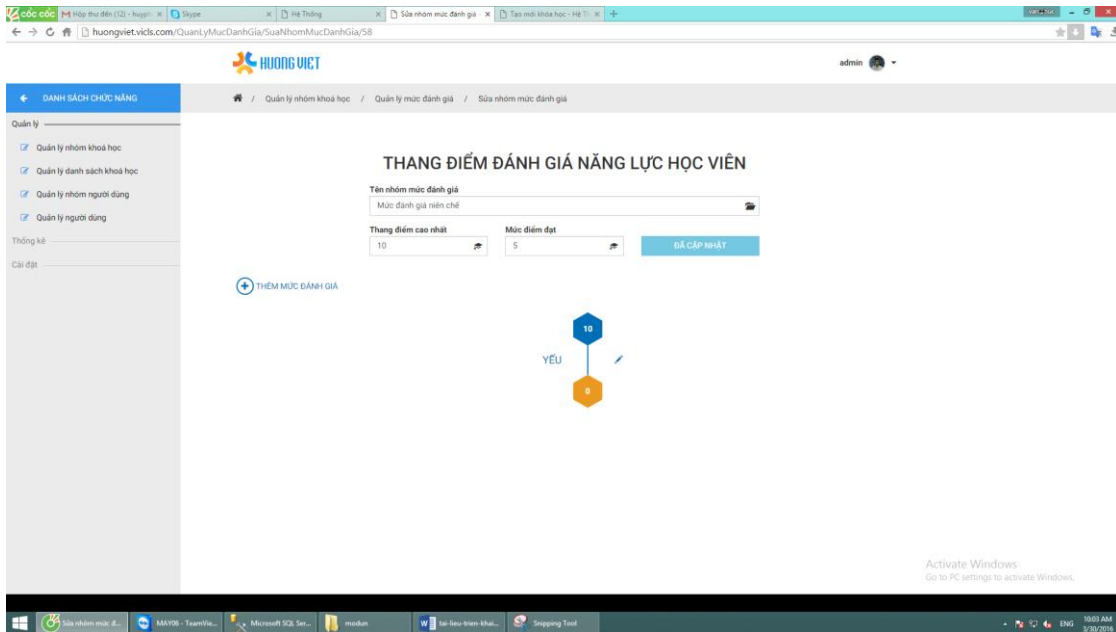 cốc cốc Hộp thư đến (12) - huyph Skype Hệ Thống Sửa nhóm mức đánh giá Tạo mới khóa học - Hệ Th
huongviet.vicls.com/QuanLyMucDanhGia/SuaNhomMucDanhGia/58
HUONG VIET
admin
DANH SÁCH CHỨC NĂNG
/ Quản lý nhóm khoá học / Quản lý mức đánh giá / Sửa nhóm mức đánh giá
Quản lý
Quản lý nhóm khoá học
Quản lý danh sách khoá học
Quản lý nhóm người dùng
Quản lý người dùng
Thống kê
Cài đặt
THANG ĐIỂM ĐÁNH GIÁ NĂNG LỰC HỌC VIÊN
Tên nhóm mức đánh giá
Mức đánh giá niên chế
Thang điểm cao nhất Mức điểm đạt
10 5 ĐÃ CẬP NHẬT
THÊM MỨC ĐÁNH GIÁ
10
YẾU
0
Activate Windows
Go to PC settings to activate Windows.
Sửa nhóm mức đ... MAY06 - TeamVie... Microsoft SQL Ser... modun tai-lieu-trien-khai... Snipping Tool
ENG 10:03 AM
3/30/2016